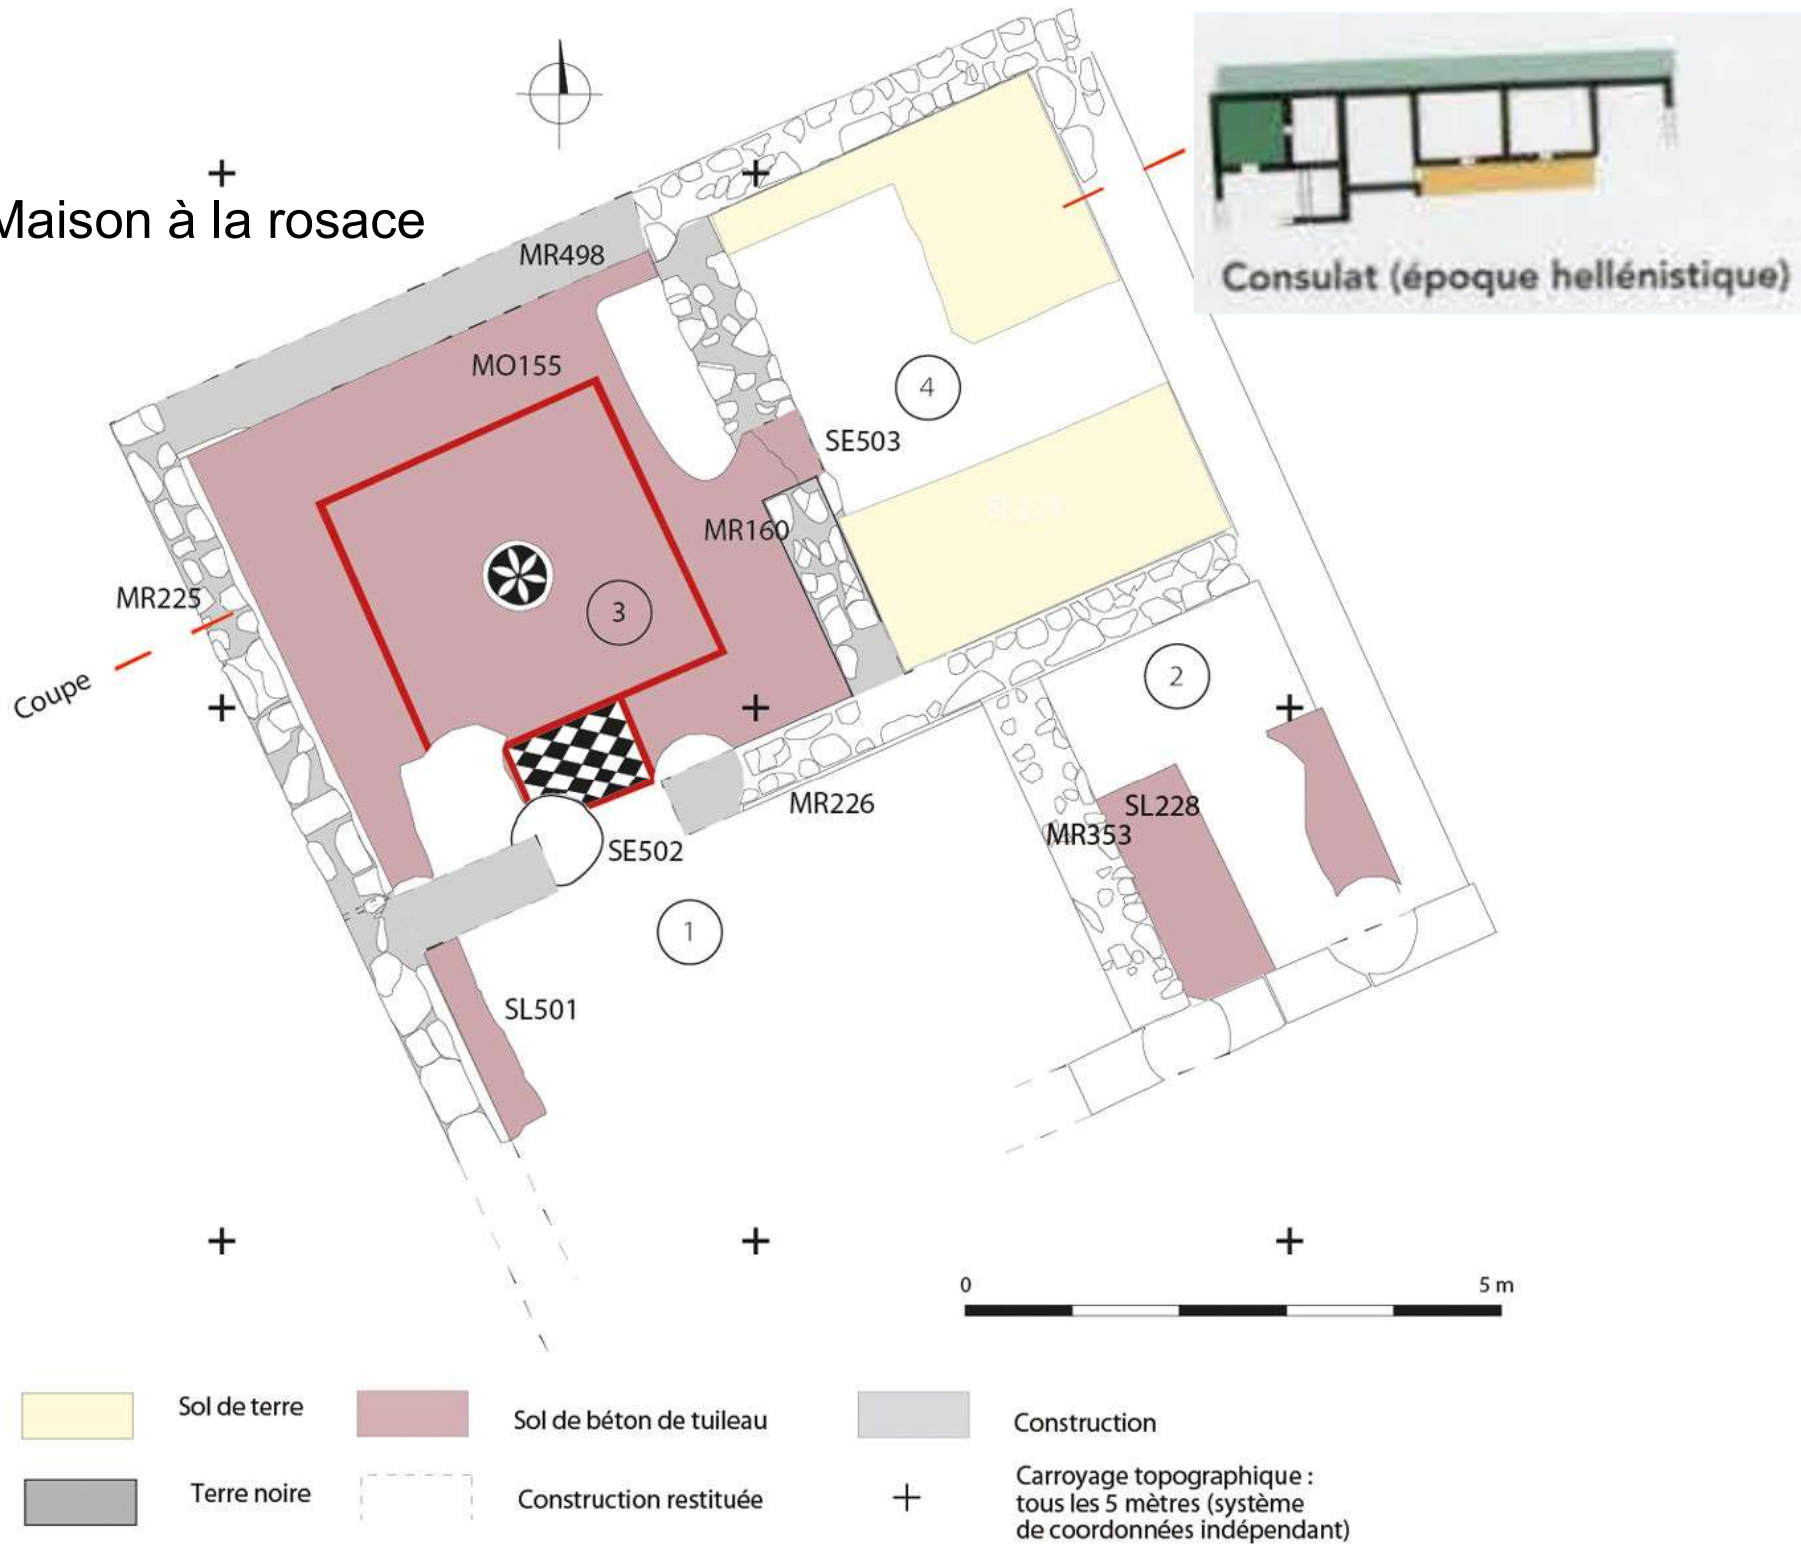 Maison à la rosace
Consulat (époque hellénistique)
MR498
MO155
4
SE503
SL227
MR160
MR225
3
Coupe
2
SL228
MR226
MR353
SE502
1
SL501
0
5 m
Sol de terre
Sol de béton de tuileau
Construction
Terre noire
Construction restituée
Carroyage topographique :
tous les 5 mètres (système
de coordonnées indépendant)